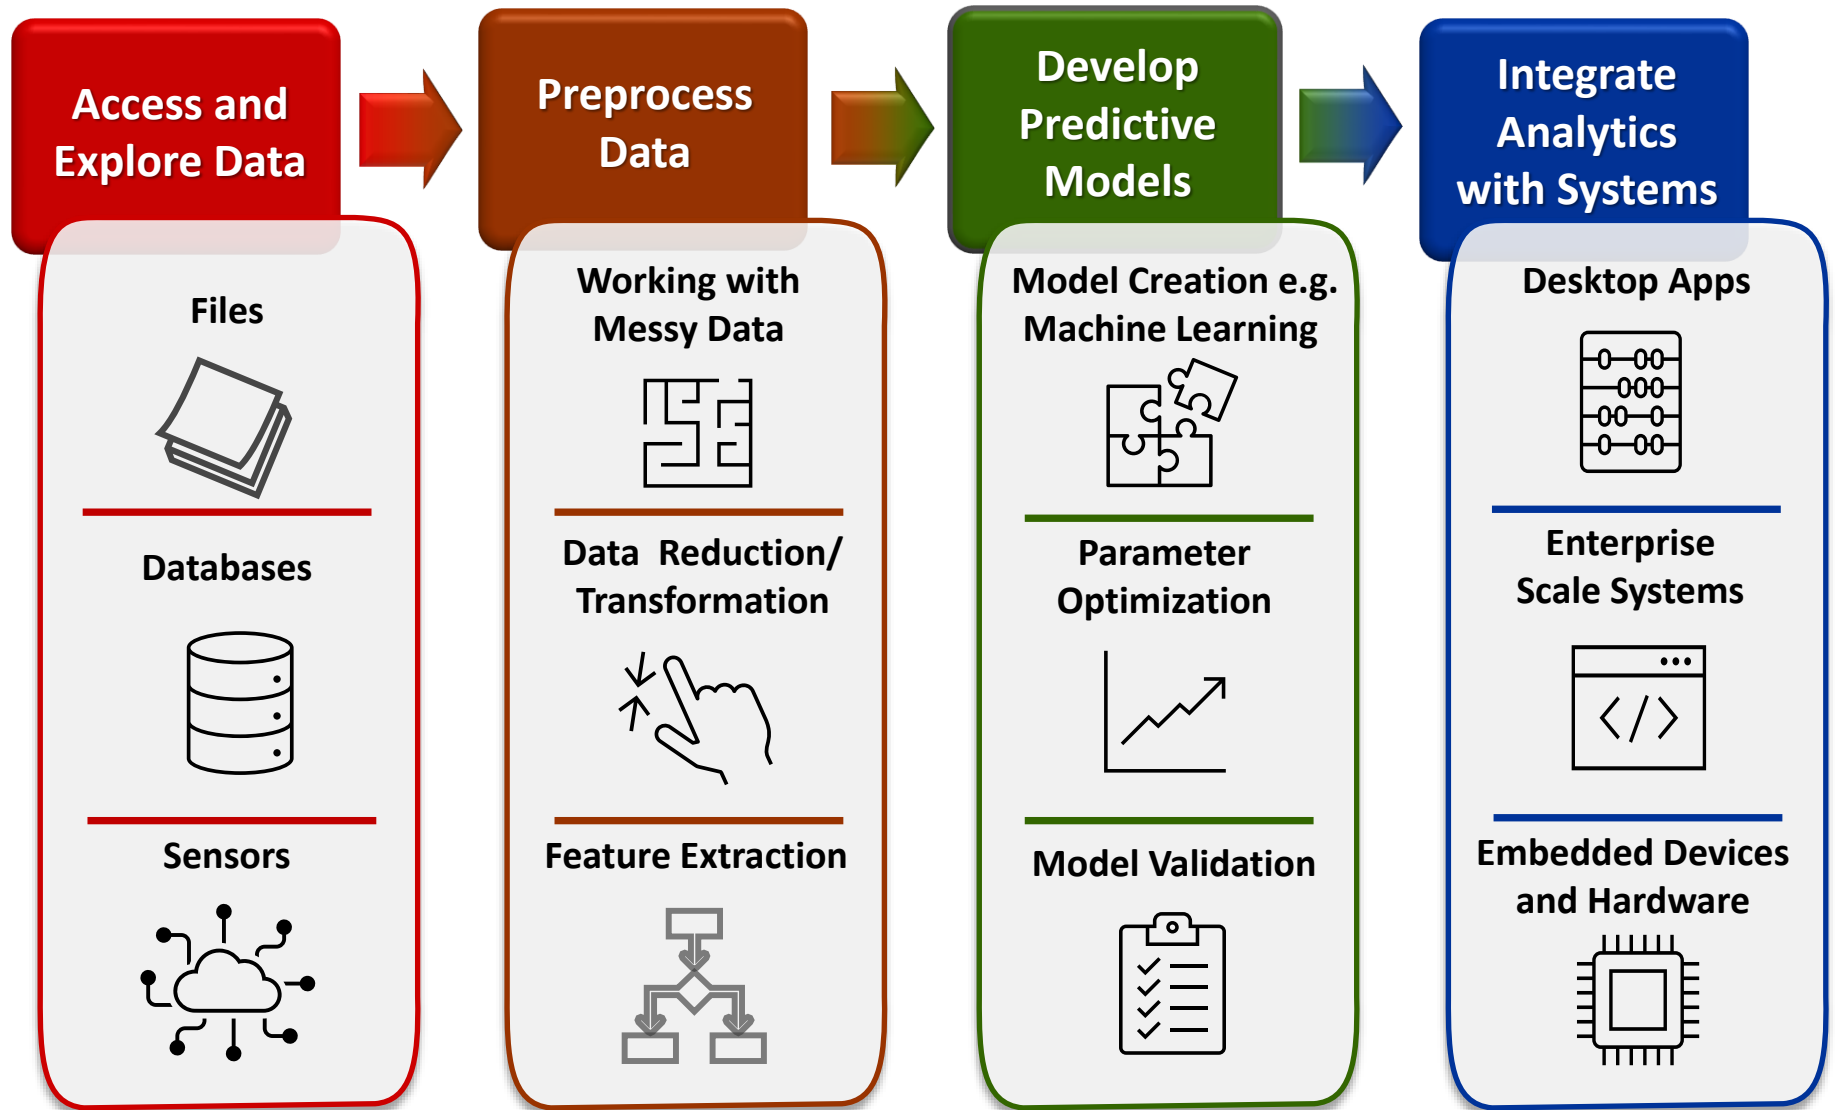 Access and
Explore Data
Files
Databases
Sensors
Preprocess
Data
Working with
Messy Data
Data  Reduction/
Transformation
Feature Extraction
Develop
Predictive
Models
Model Creation e.g.
Machine Learning
Parameter
Optimization
Model Validation
Integrate
Analytics
with Systems
Desktop Apps
Enterprise
Scale Systems
</>
Embedded Devices
and Hardware